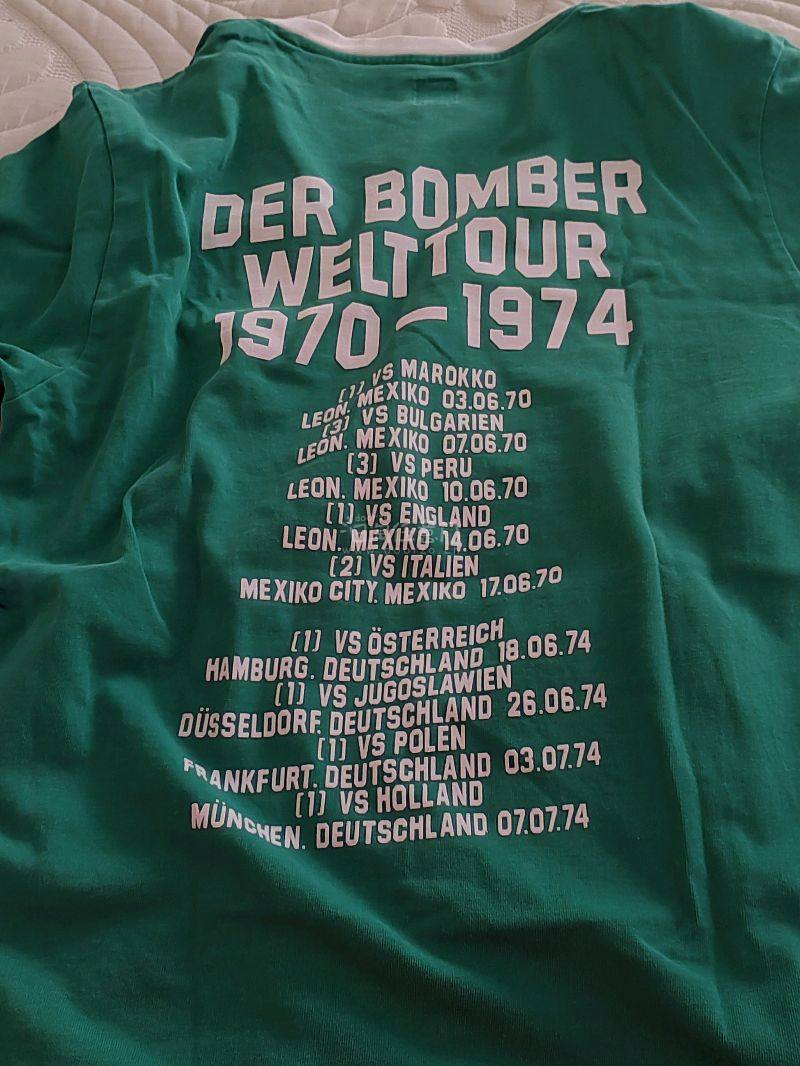 DER BOMBER
WELTTOUR
1970-1974
(1) VS MAROKKO
LEON. MEXIKO 03.06.70
(3) VS BULGARIEN
LEON. MEXIKO 07.06.70
(3) VS PERU
LEON. MEXIKO 10.06.70
(1) VS ENGLAND
LEON. MEXIKO 14.06.70
(2) VS ITALIEN
MEXIKO CITY. MEXIKO 17.06.70
(1) VS ÖSTERREICH
HAMBURG. DEUTSCHLAND 18.06.74
(1) VS JUGOSLAWIEN
DÜSSELDORF. DEUTSCHLAND 26.06.74
(1) VS POLEN
FRANKFURT. DEUTSCHLAND 03.07.74
(1) VS HOLLAND
MÜNCHEN. DEUTSCHLAND 07.07.74